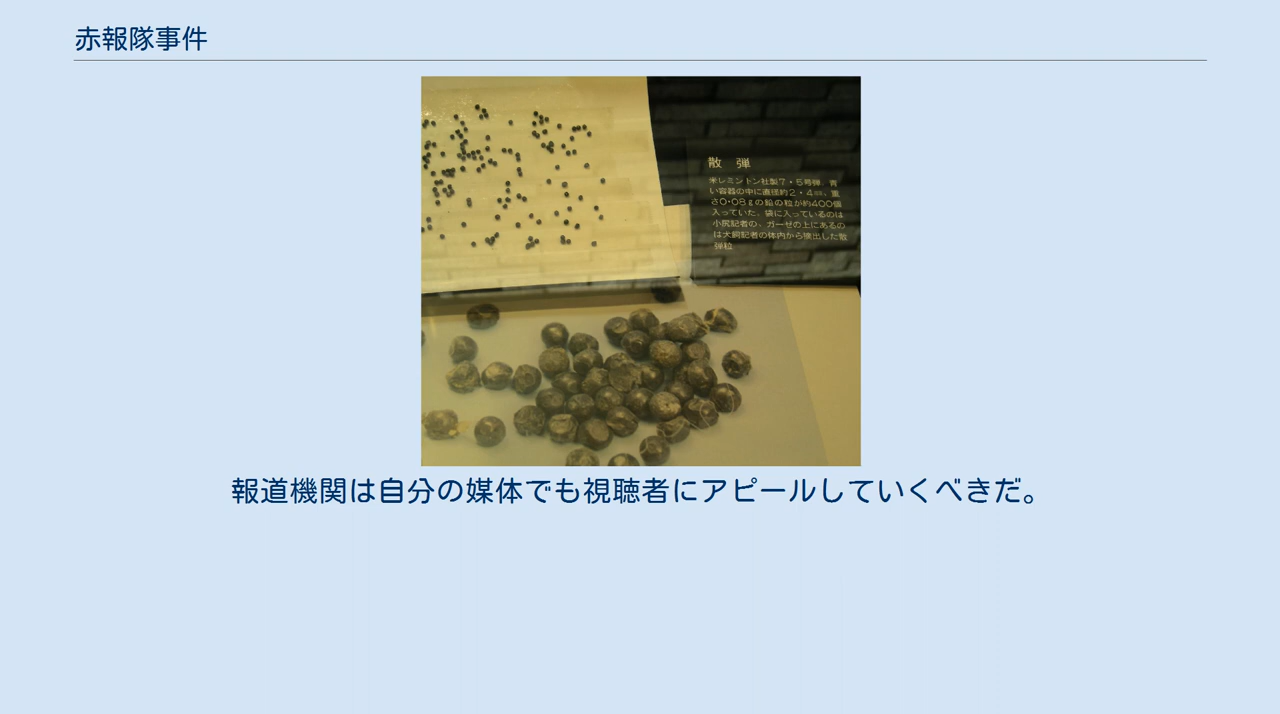 赤報隊事件
散 弾
米レミントン社製7・5号弾。青
い容器の中に直径約2・4㎜、重
さ0・08gの鉛の粒が約400個
入っていた。袋に入っているのは
小尻記者の、ガーゼの上にあるの
は犬飼記者の体内から摘出した散
弾粒
報道機関は自分の媒体でも視聴者にアピールしていくべきだ。